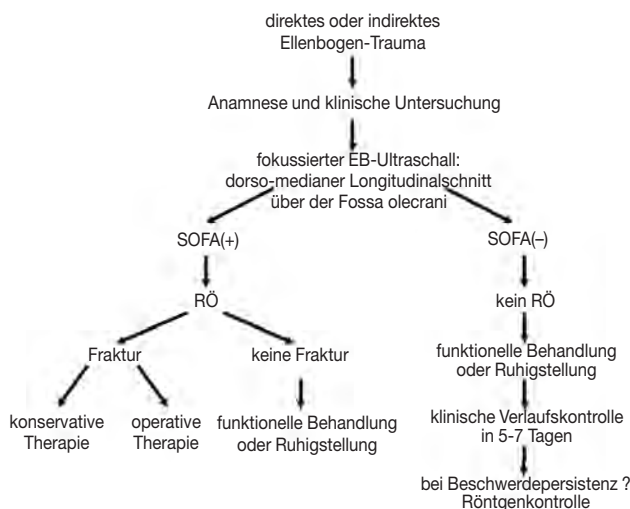 direktes oder indirektes
Ellenbogen-Trauma
Anamnese und klinische Untersuchung
fokussierter EB-Ultraschall:
dorso-medianer Longitudinalschnitt
über der Fossa olecrani
SOFA(+)
SOFA(–)
RÖ
kein RÖ
Fraktur
keine Fraktur
funktionelle Behandlung
oder Ruhigstellung
konservative
Therapie
operative
Therapie
funktionelle Behandlung
oder Ruhigstellung
klinische Verlaufskontrolle
in 5-7 Tagen
bei Beschwerdepersistenz ?
Röntgenkontrolle